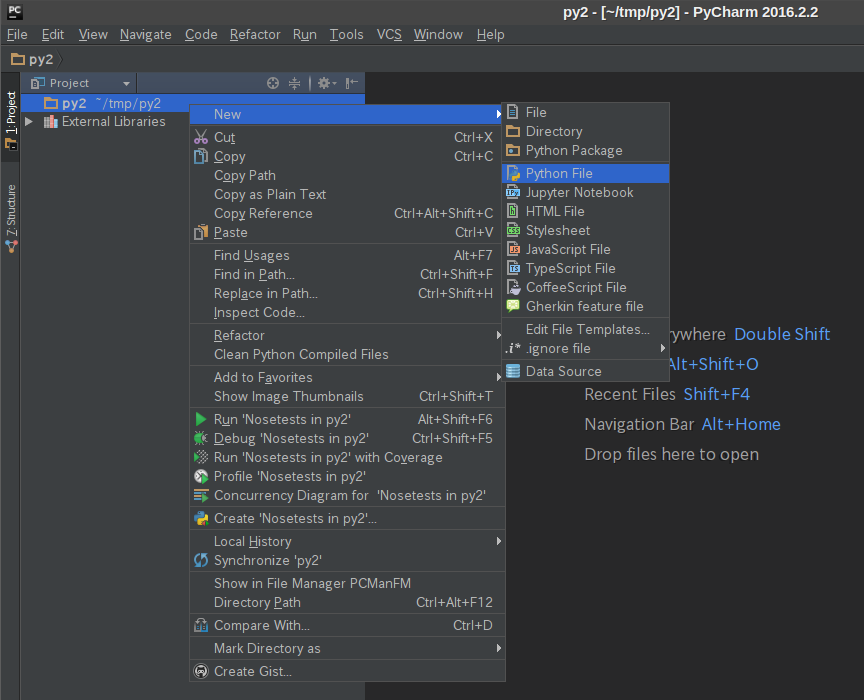 PC
py2 - [~/tmp/py2] - PyCharm 2016.2.2
File Edit View Navigate Code Refactor Run Tools VCS Window Help
py2
Project
1: Project
7: Structure
py2 ~/tmp/py2
External Libraries
New
Cut Ctrl+X
Copy Ctrl+C
Copy Path
Copy as Plain Text
Copy Reference Ctrl+Alt+Shift+C
Paste Ctrl+V
Find Usages Alt+F7
Find in Path... Ctrl+Shift+F
Replace in Path... Ctrl+Shift+H
Inspect Code...
Refactor
Clean Python Compiled Files
Add to Favorites
Show Image Thumbnails Ctrl+Shift+T
Run 'Nosetests in py2' Alt+Shift+F6
Debug 'Nosetests in py2' Ctrl+Shift+F5
Run 'Nosetests in py2' with Coverage
Profile 'Nosetests in py2'
Concurrency Diagram for 'Nosetests in py2'
Create 'Nosetests in py2'...
Local History
Synchronize 'py2'
Show in File Manager PCManFM
Directory Path Ctrl+Alt+F12
Compare With... Ctrl+D
Mark Directory as
Create Gist...
File
Directory
Python Package
Python File
Jupyter Notebook
HTML File
Stylesheet
JavaScript File
TypeScript File
CoffeeScript File
Gherkin feature file
Edit File Templates...
.i* .ignore file
Data Source
ywhere Double Shift
Alt+Shift+O
Recent Files Shift+F4
Navigation Bar Alt+Home
Drop files here to open